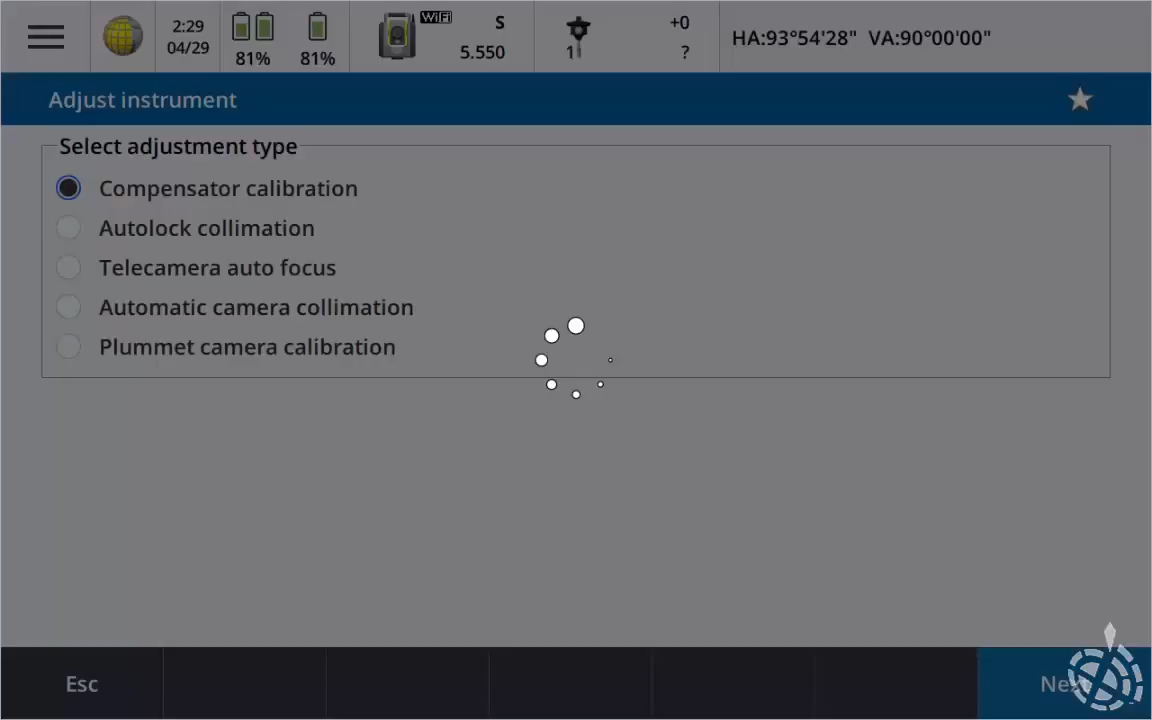 2:29
04/29
81%
81%
WiFi
S
5.550
1
+0
?
HA:93°54'28" VA:90°00'00"
Adjust instrument
Select adjustment type
Compensator calibration
Autolock collimation
Telecamera auto focus
Automatic camera collimation
Plummet camera calibration
Esc
Next